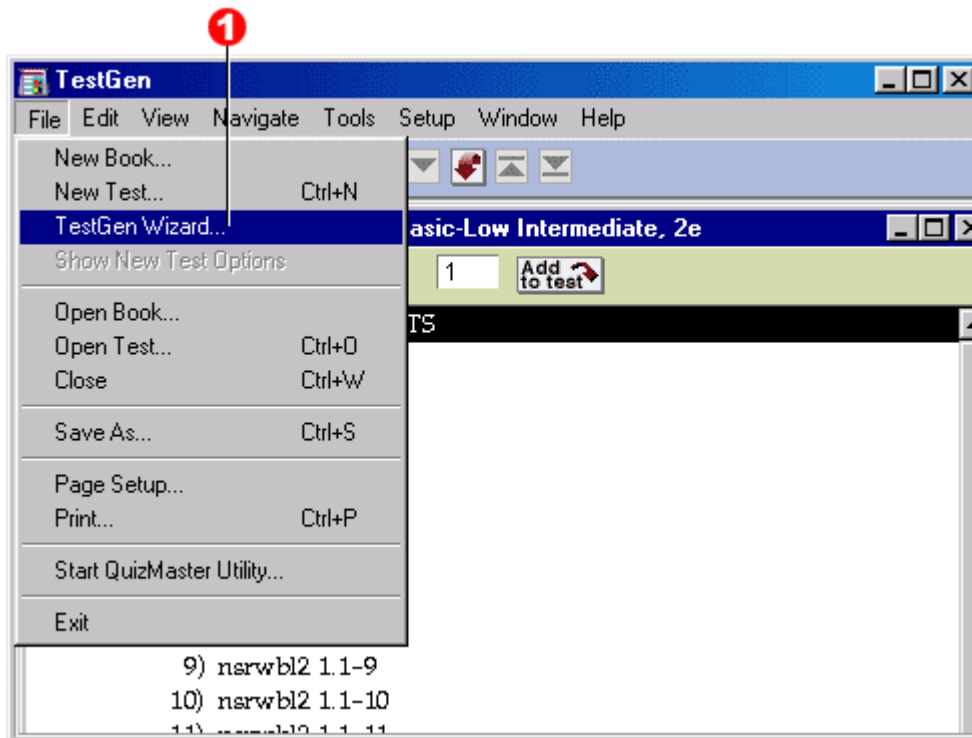 1
TestGen
File Edit View Navigate Tools Setup Window Help
New Book...
New Test... Ctrl+N
TestGen Wizard...
asic-Low Intermediate, 2e
Show New Test Options
1 Add to test
Open Book...
TS
Open Test... Ctrl+O
Close Ctrl+W
Save As... Ctrl+S
Page Setup...
Print... Ctrl+P
Start QuizMaster Utility...
Exit
9) nsrwbl2 1.1-9
10) nsrwbl2 1.1-10